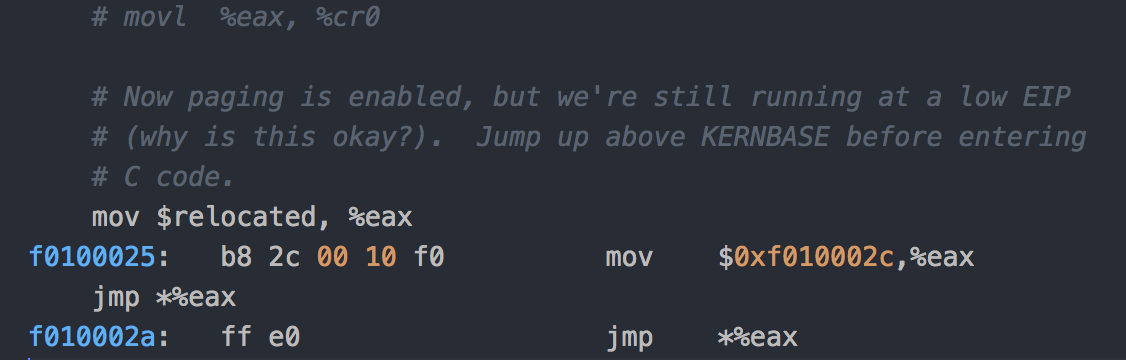 # movl  %eax, %cr0
# Now paging is enabled, but we're still running at a low EIP
# (why is this okay?).  Jump up above KERNBASE before entering
# C code.
mov $relocated, %eax
f0100025:   b8 2c 00 10 f0          mov    $0xf010002c,%eax
jmp *%eax
f010002a:   ff e0                   jmp    *%eax